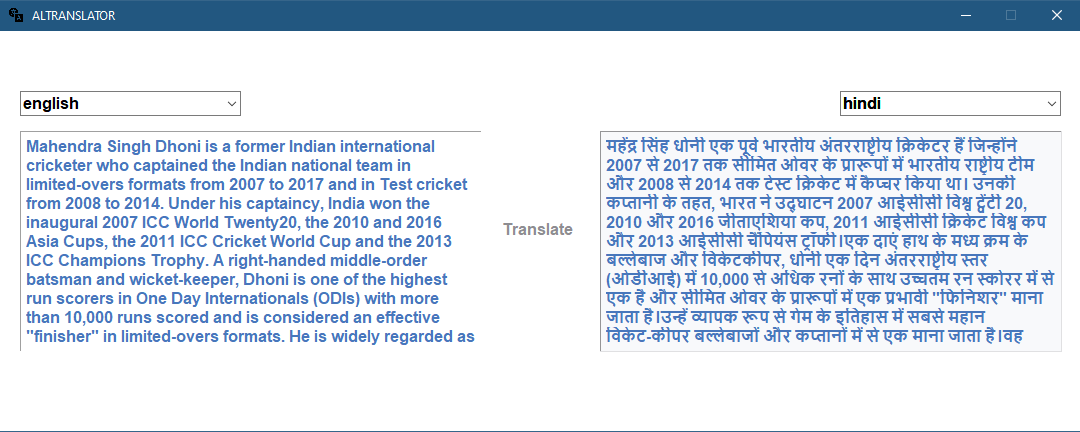 ALTRANSLATOR
english
hindi
Mahendra Singh Dhoni is a former Indian international
cricketer who captained the Indian national team in
limited-overs formats from 2007 to 2017 and in Test cricket
from 2008 to 2014. Under his captaincy, India won the
inaugural 2007 ICC World Twenty20, the 2010 and 2016
Asia Cups, the 2011 ICC Cricket World Cup and the 2013
ICC Champions Trophy. A right-handed middle-order
batsman and wicket-keeper, Dhoni is one of the highest
run scorers in One Day Internationals (ODIs) with more
than 10,000 runs scored and is considered an effective
"finisher" in limited-overs formats. He is widely regarded as
Translate
महेंद्र सिंह धोनी एक पूर्व भारतीय अंतरराष्ट्रीय क्रिकेटर हैं जिन्होंने
2007 से 2017 तक सीमित ओवर के प्रारूपों में भारतीय राष्ट्रीय टीम
और 2008 से 2014 तक टेस्ट क्रिकेट में कैप्चर किया था। उनकी
कप्तानी के तहत, भारत ने उद्घाटन 2007 आईसीसी विश्व ट्वेंटी 20,
2010 और 2016 जीताएशिया कप, 2011 आईसीसी क्रिकेट विश्व कप
और 2013 आईसीसी चैंपियंस ट्रॉफी।एक दाएं हाथ के मध्य क्रम के
बल्लेबाज और विकेटकीपर, धोनी एक दिन अंतरराष्ट्रीय स्तर
(ओडीआई) में 10,000 से अधिक रनों के साथ उच्चतम रन स्कोरर में से
एक है और सीमित ओवर के प्रारूपों में एक प्रभावी "फिनिशर" माना
जाता है।उन्हें व्यापक रूप से गेम के इतिहास में सबसे महान
विकेट-कीपर बल्लेबाजों और कप्तानों में से एक माना जाता है।वह